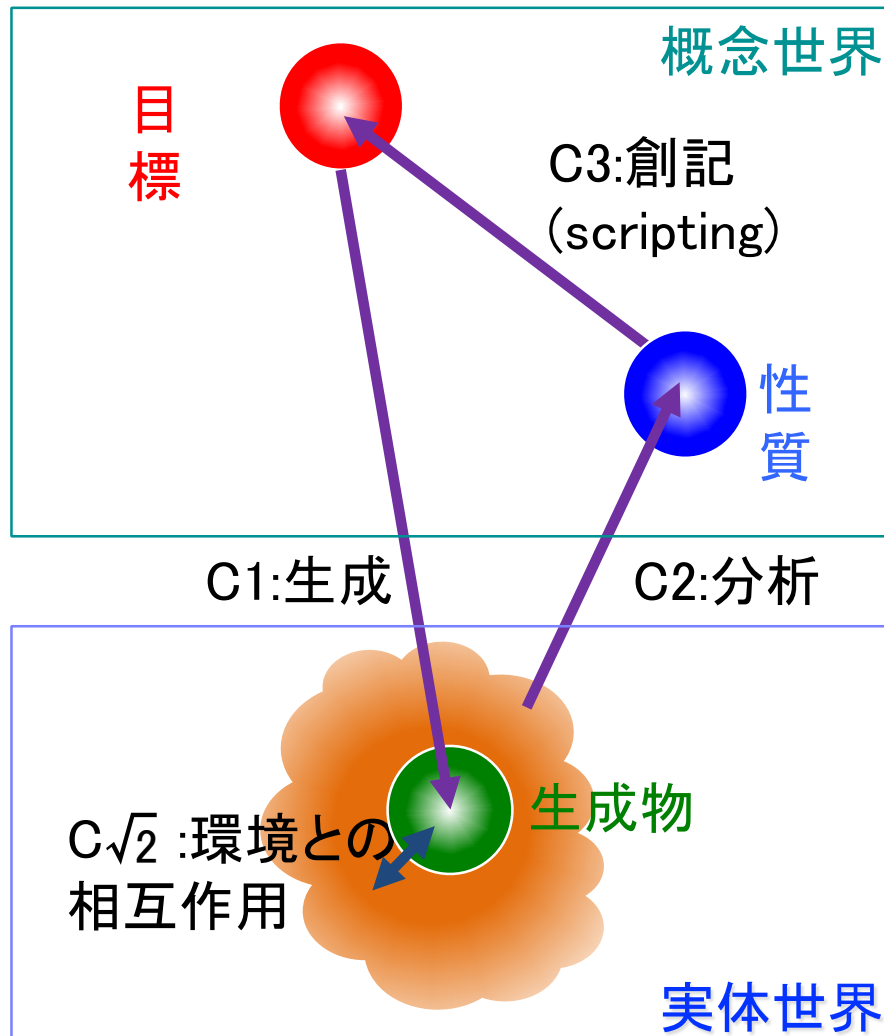 概念世界
目
標
C3:創記
(scripting)
性
質
C1:生成
C2:分析
生成物
C√2 :環境との
相互作用
実体世界